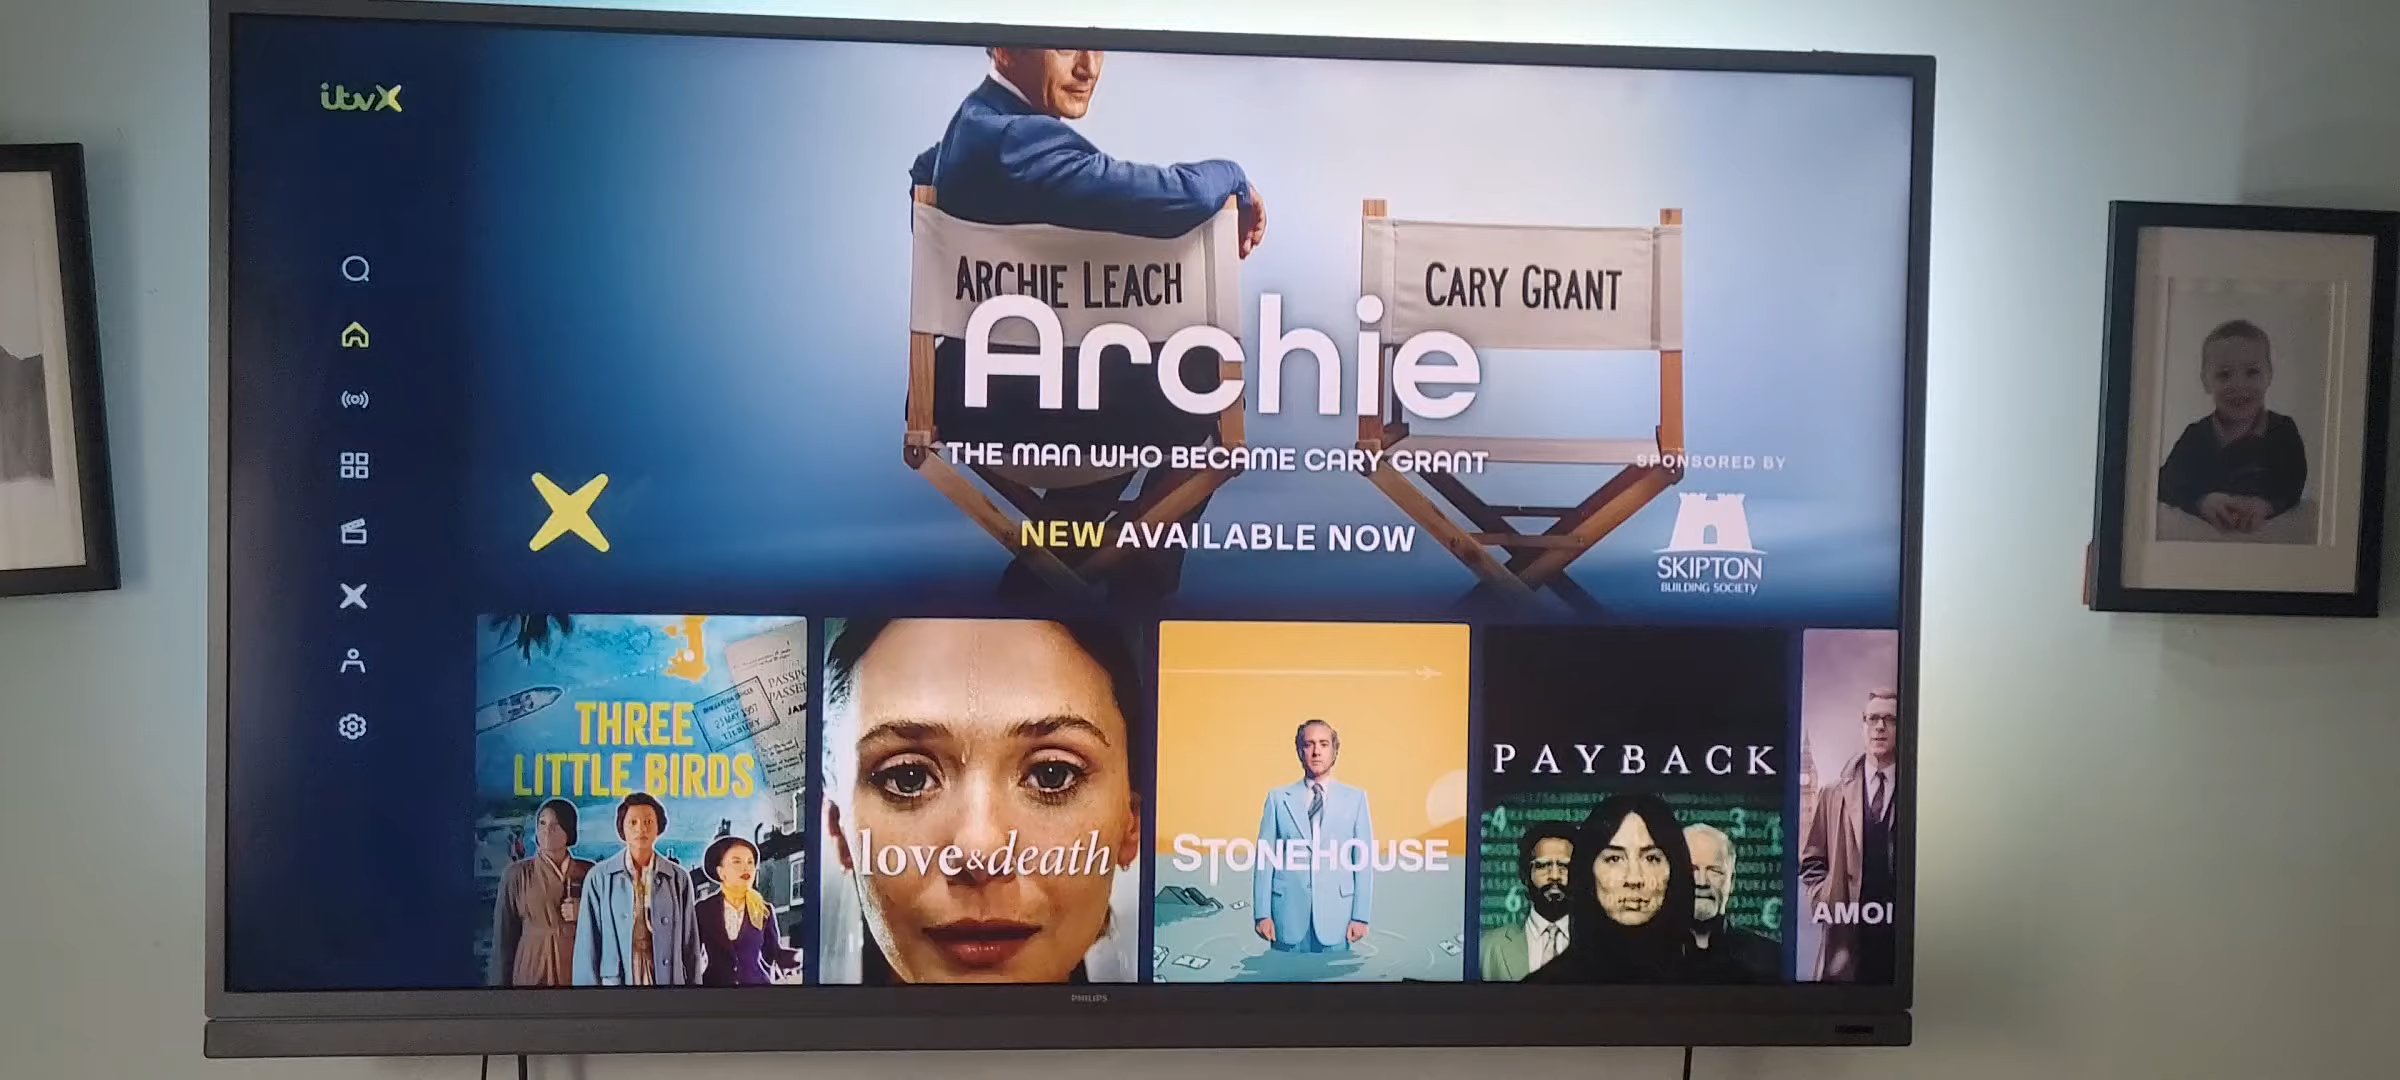 itvX
ARCHIE LEACH
CARY GRANT
Archie
THE MAN WHO BECAME CARY GRANT
SPONSORED BY
NEW AVAILABLE NOW
SKIPTON
BUILDING SOCIETY
THREE
LITTLE BIRDS
love&death
STONEHOUSE
PAYBACK
AMOI
PHILIPS